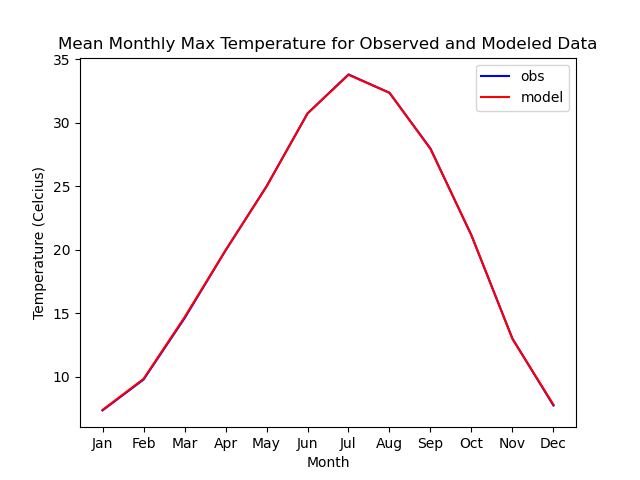 Mean Monthly Max Temperature for Observed and Modeled Data
obs
model
35
30
25
20
15
10
Temperature (Celcius)
Jan Feb Mar Apr May Jun Jul Aug Sep Oct Nov Dec
Month